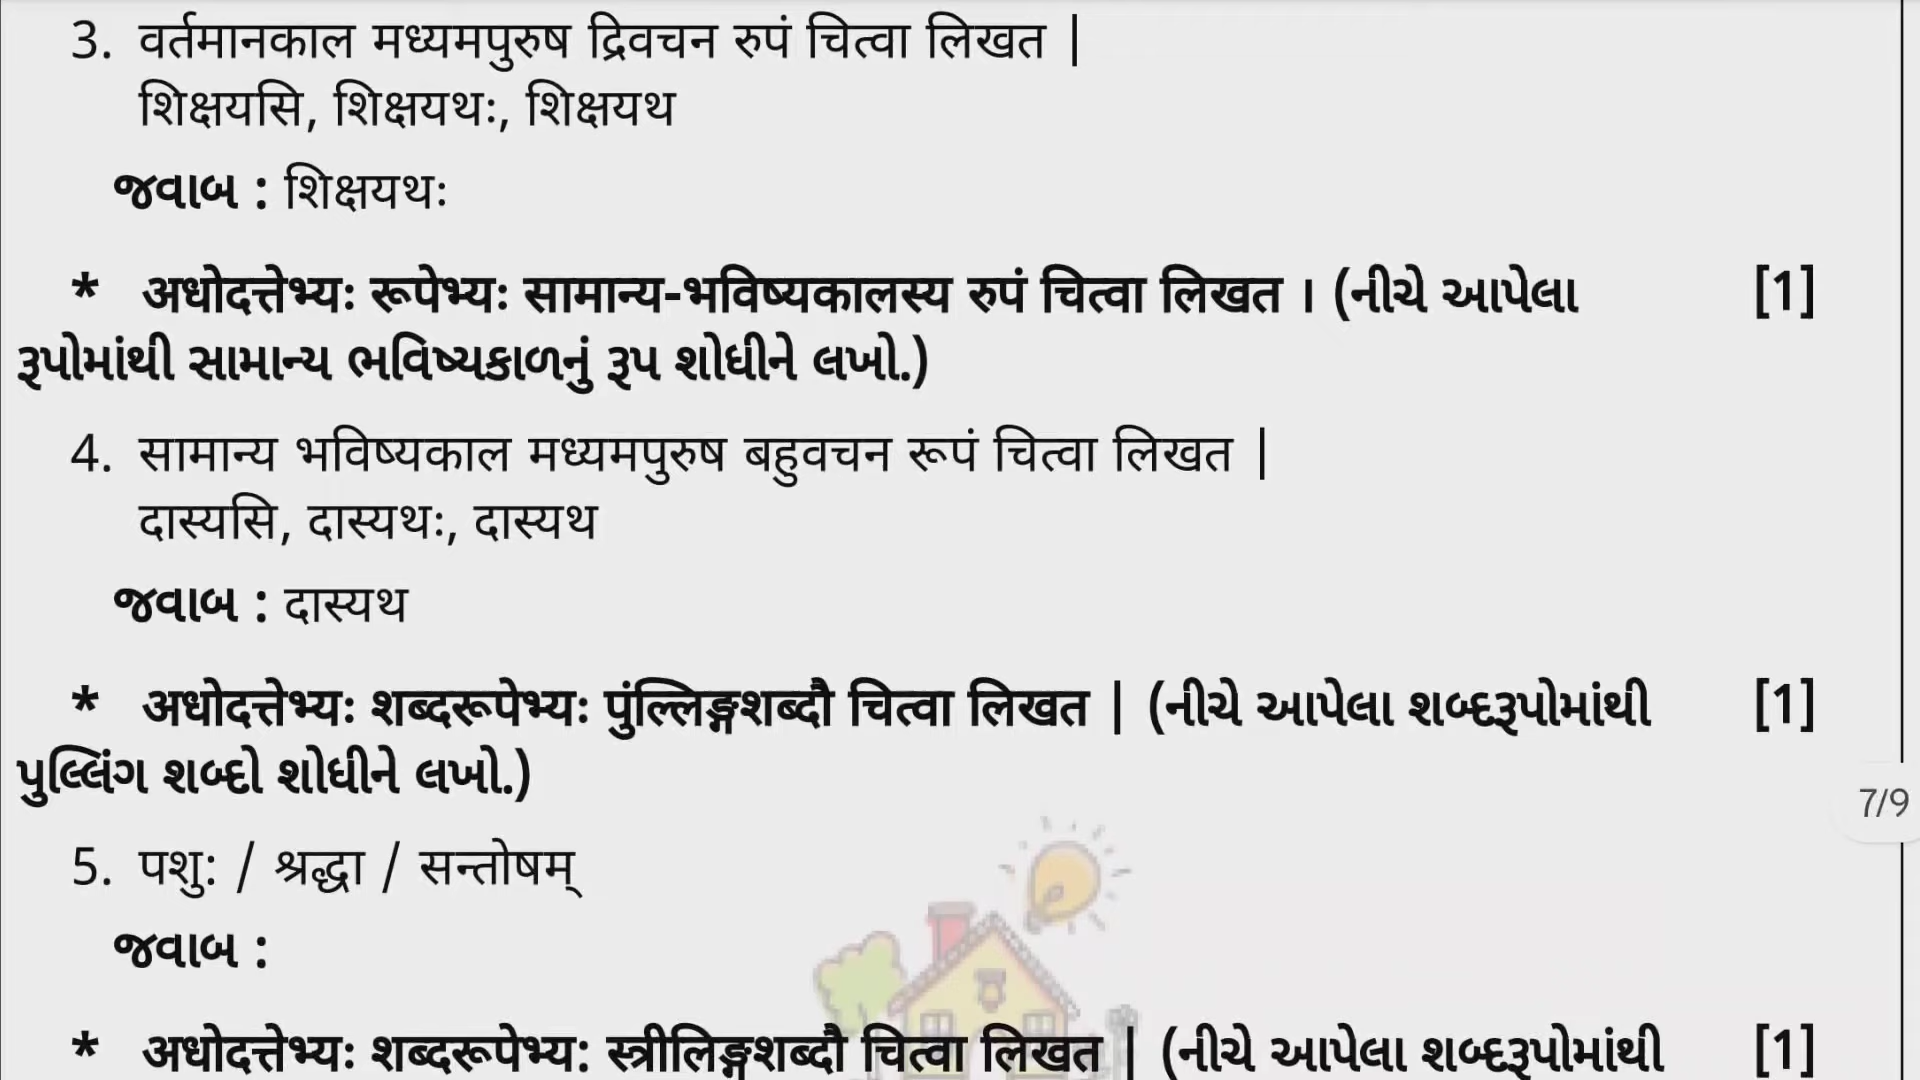 3. वर्तमानकाल मध्यमपुरुष द्रिवचन रुपं चित्वा लिखत |
शिक्षयसि, शिक्षयथः, शिक्षयथ
જવાબ : शिक्षयथः
* अधोदत्तेभ्यः रूपेभ्यः सामान्य-भविष्यकालस्य रुपं चित्वा लिखत । (નીચે આપેલા [1]
રૂપોમાંથી સામાન્ય ભવિષ્યકાળનું રૂપ શોધીને લખો.)
4. सामान्य भविष्यकाल मध्यमपुरुष बहुवचन रूपं चित्वा लिखत |
दास्यसि, दास्यथः, दास्यथ
જવાબ : दास्यथ
* अधोदत्तेभ्यः शब्दरूपेभ्यः पुंल्लिङ्गशब्दौ चित्वा लिखत | (નીચે આપેલા શબ્દરૂપોમાંથી [1]
પુલ્લિંગ શબ્દો શોધીને લખો.)
7/9
5. पशु: / श्रद्धा / सन्तोषम्
જવાબ :
* अधोदत्तेभ्यः शब्दरूपेभ्य: स्त्रीलिङ्गशब्दौ चित्वा लिखत | (નીચે આપેલા શબ્દરૂપોમાંથી [1]